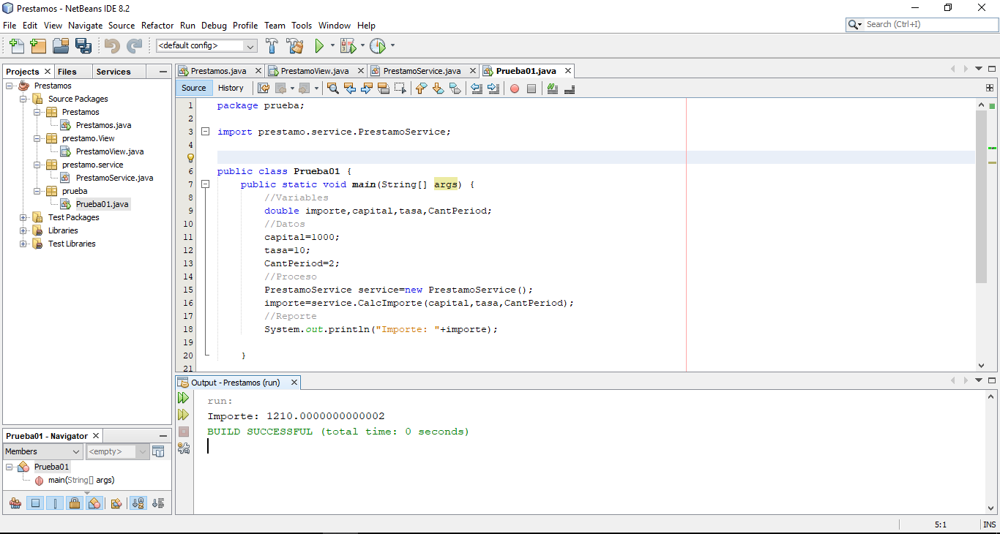 Prestamos - NetBeans IDE 8.2
File Edit View Navigate Source Refactor Run Debug Profile Team Tools Window Help
Search (Ctrl+I)
<default config>
Projects Files Services
Prestamos
Source Packages
Prestamos
Prestamos.java
prestamo.View
PrestamoView.java
prestamo.service
PrestamoService.java
prueba
Prueba01.java
Test Packages
Libraries
Test Libraries
Prestamos.java PrestamoView.java PrestamoService.java Prueba01.java
Source History
1 package prueba;
2
3 import prestamo.service.PrestamoService;
4
6 public class Prueba01 {
7 public static void main(String[] args) {
8 //Variables
9 double importe,capital,tasa,CantPeriod;
10 //Datos
11 capital=1000;
12 tasa=10;
13 CantPeriod=2;
14 //Proceso
15 PrestamoService service=new PrestamoService();
16 importe=service.CalcImporte(capital,tasa,CantPeriod);
17 //Reporte
18 System.out.println("Importe: "+importe);
19
20 }
21
Output - Prestamos (run)
run:
Importe: 1210.0000000000002
BUILD SUCCESSFUL (total time: 0 seconds)
Prueba01 - Navigator
Members <empty>
Prueba01
main(String[] args)
5:1 INS